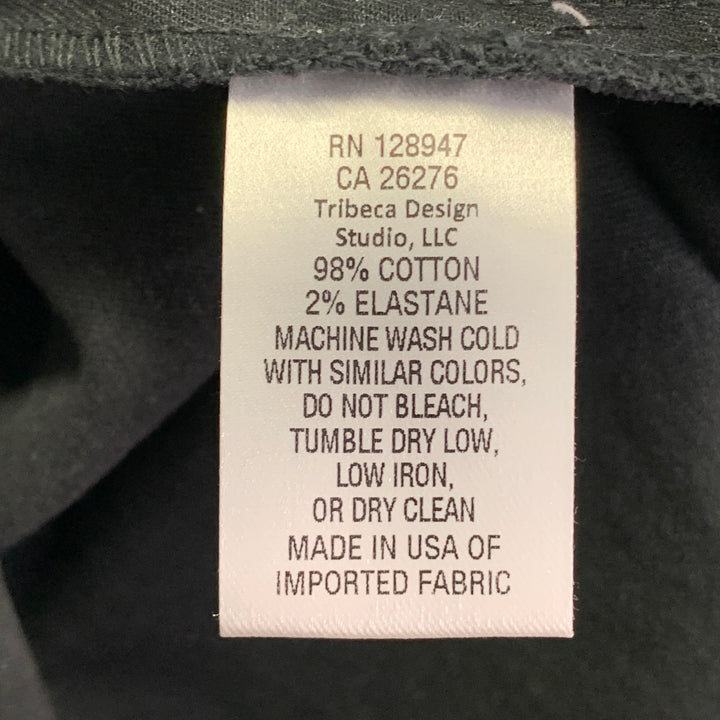 RN 128947
CA 26276
Tribeca Design
Studio, LLC
98% COTTON
2% ELASTANE
MACHINE WASH COLD
WITH SIMILAR COLORS,
DO NOT BLEACH,
TUMBLE DRY LOW,
LOW IRON,
OR DRY CLEAN
MADE IN USA OF
IMPORTED FABRIC